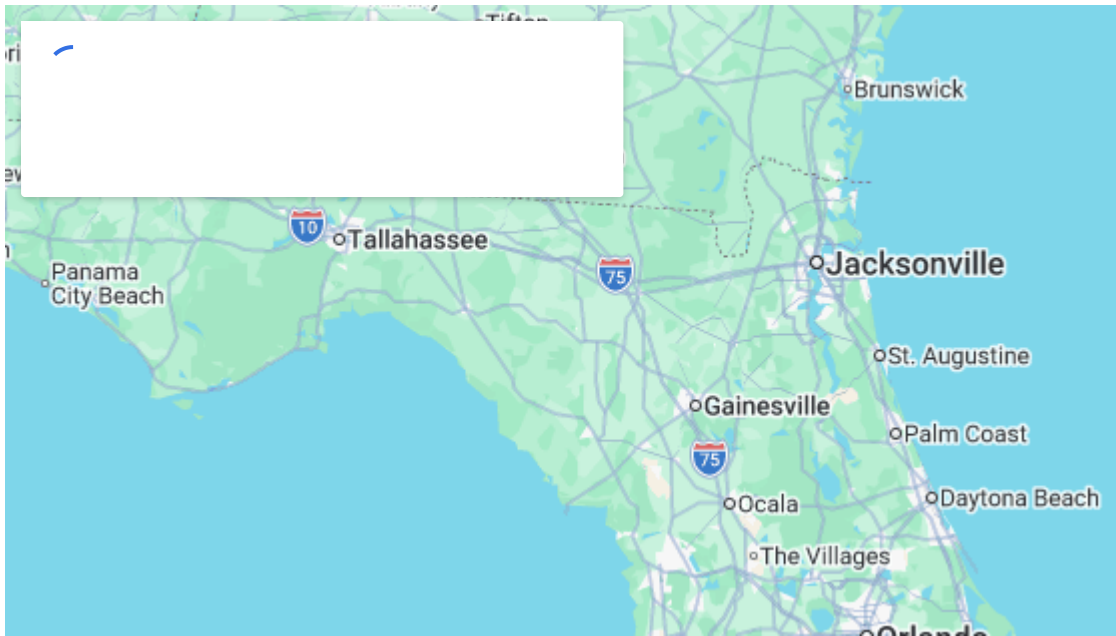 Tifton
Brunswick
10
Tallahassee
75
Jacksonville
Panama
City Beach
St. Augustine
Gainesville
Palm Coast
75
Daytona Beach
Ocala
The Villages
Orlando